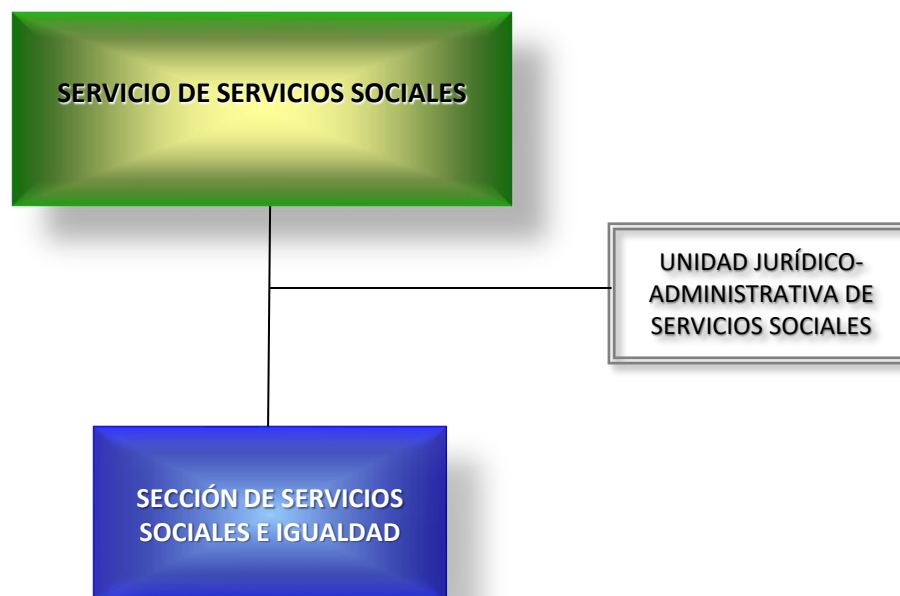 SERVICIO DE SERVICIOS SOCIALES
UNIDAD JURÍDICO-
ADMINISTRATIVA DE
SERVICIOS SOCIALES
SECCIÓN DE SERVICIOS
SOCIALES E IGUALDAD